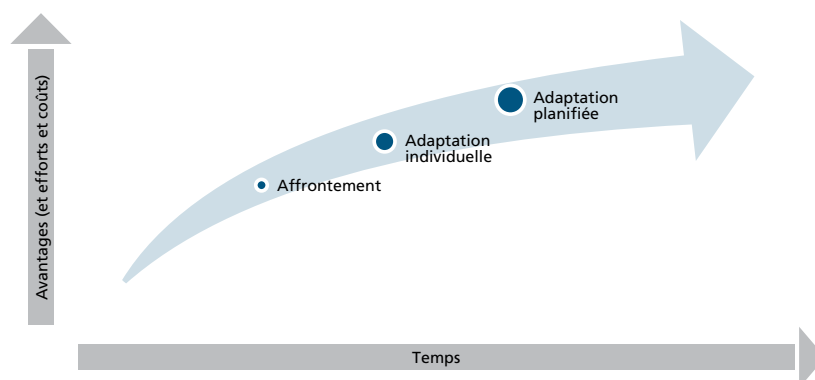 Avantages (et efforts et coûts)
Adaptation
planifiée
Adaptation
individuelle
Affrontement
Temps